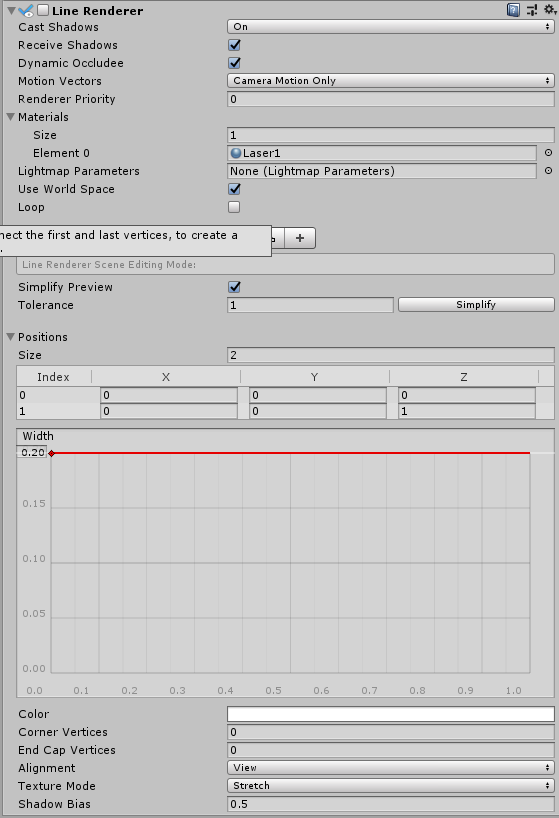 Line Renderer
Cast Shadows On
Receive Shadows
Dynamic Occludee
Motion Vectors Camera Motion Only
Renderer Priority 0
Materials
Size 1
Element 0 Laser1
Lightmap Parameters None (Lightmap Parameters)
Use World Space
Loop
nect the first and last vertices, to create a
.
Line Renderer Scene Editing Mode:
Simplify Preview
Tolerance 1 Simplify
Positions
Size 2
Index X Y Z
0 0 0 0
1 0 0 1
Width
0.20
0.15
0.10
0.05
0.00
0.0 0.1 0.2 0.3 0.4 0.5 0.6 0.7 0.8 0.9 1.0
Color
Corner Vertices 0
End Cap Vertices 0
Alignment View
Texture Mode Stretch
Shadow Bias 0.5